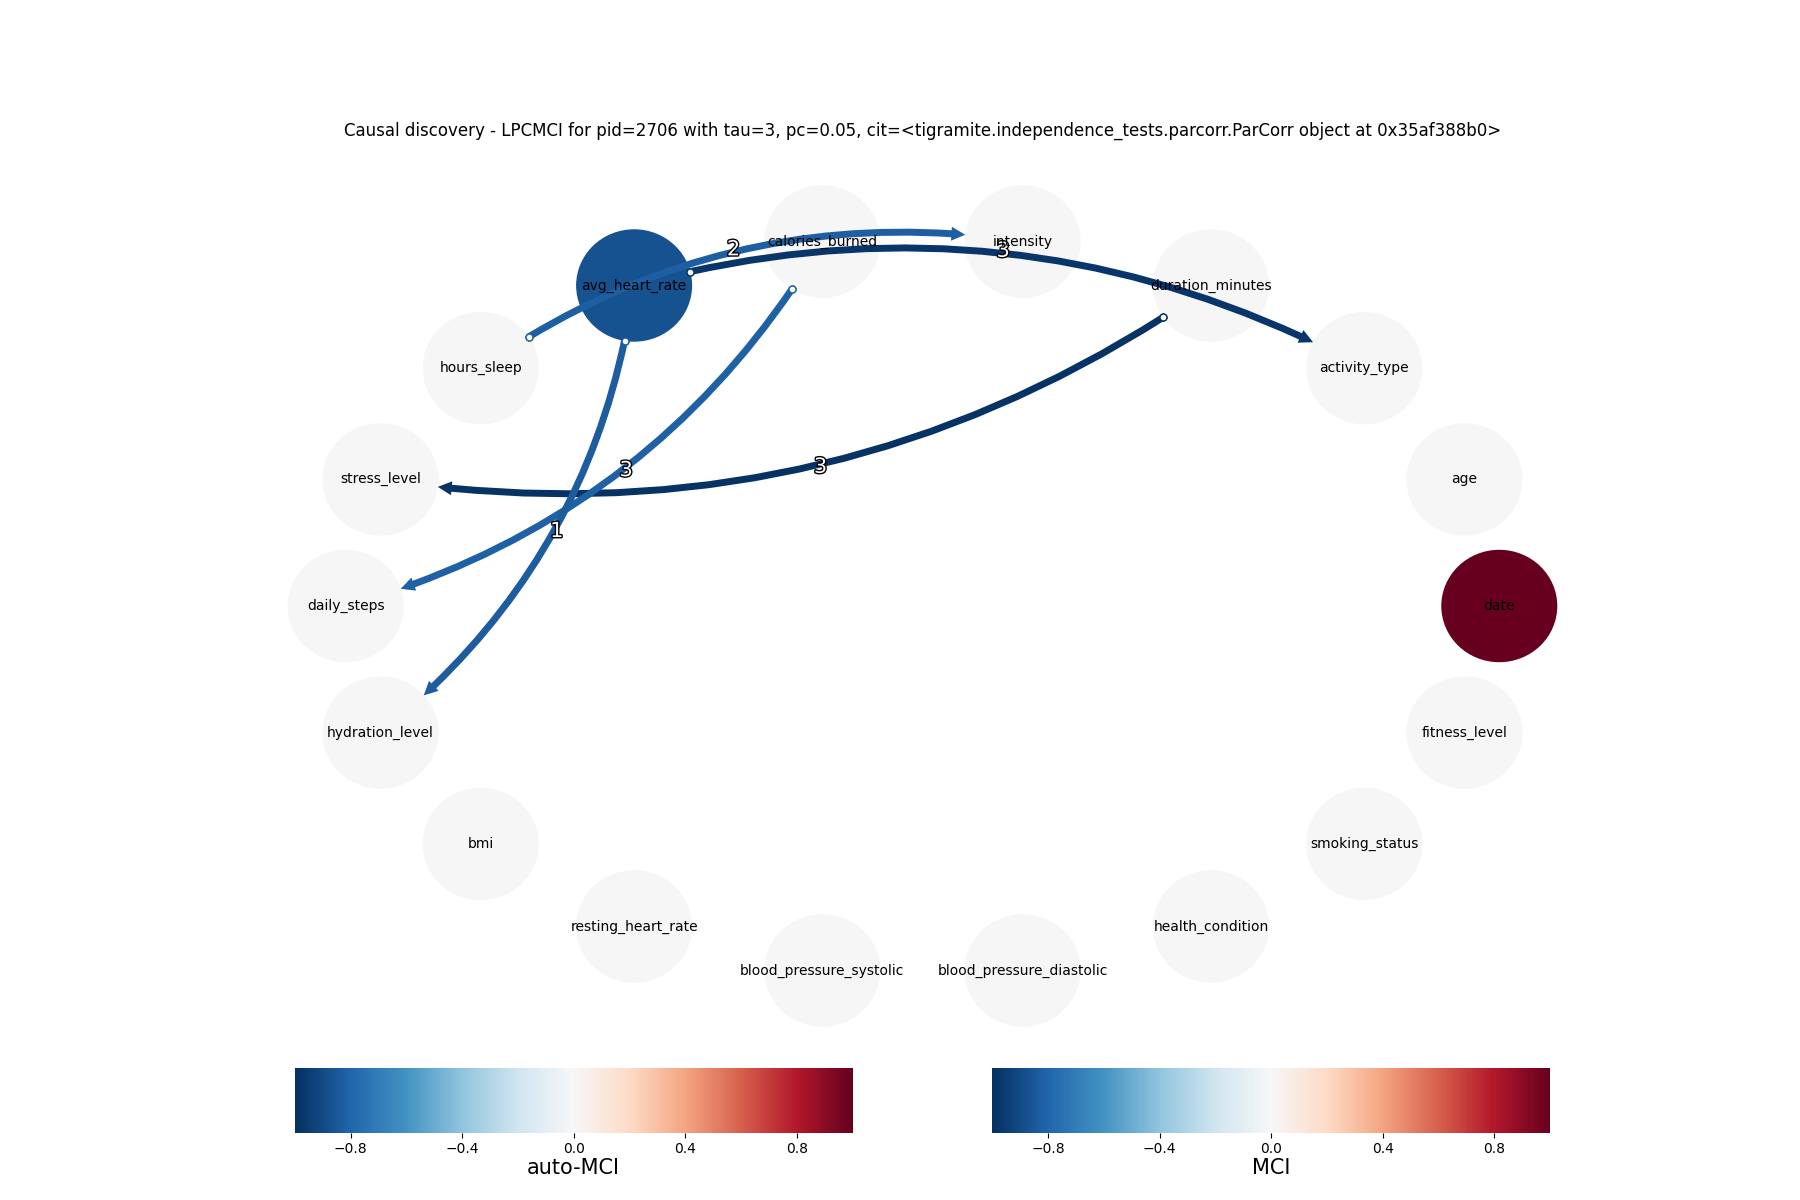 Causal discovery - LPCMCI for pid=2706 with tau=3, pc=0.05, cit=<tigramite.independence_tests.parcorr.ParCorr object at 0x35af388b0>
calories_burned
intensity
2
3
avg_heart_rate
duration_minutes
hours_sleep
activity_type
3
3
stress_level
age
1
daily_steps
date
hydration_level
fitness_level
bmi
smoking_status
resting_heart_rate
health_condition
blood_pressure_systolic
blood_pressure_diastolic
−0.8 −0.4 0.0 0.4 0.8
auto-MCI
−0.8 −0.4 0.0 0.4 0.8
MCI